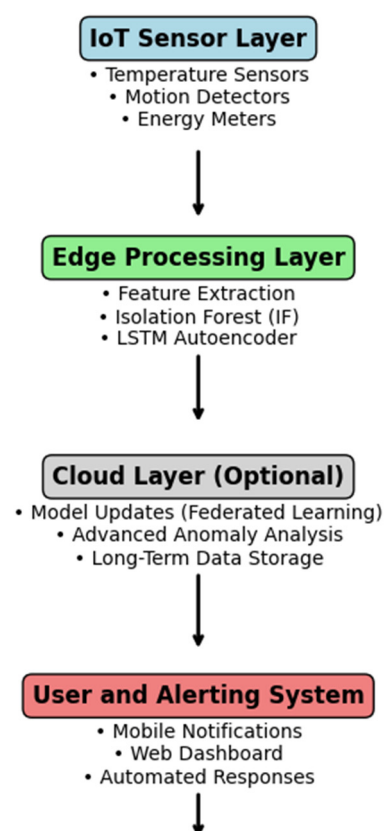 IoT Sensor Layer
• Temperature Sensors
• Motion Detectors
• Energy Meters
Edge Processing Layer
• Feature Extraction
• Isolation Forest (IF)
• LSTM Autoencoder
Cloud Layer (Optional)
• Model Updates (Federated Learning)
• Advanced Anomaly Analysis
• Long-Term Data Storage
User and Alerting System
• Mobile Notifications
• Web Dashboard
• Automated Responses